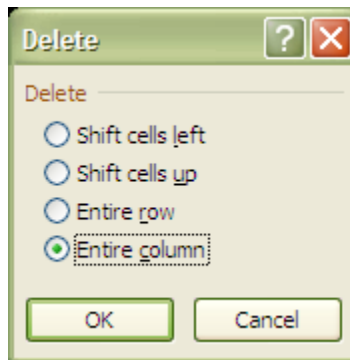 Delete
Delete
Shift cells left
Shift cells up
Entire row
Entire column
OK Cancel